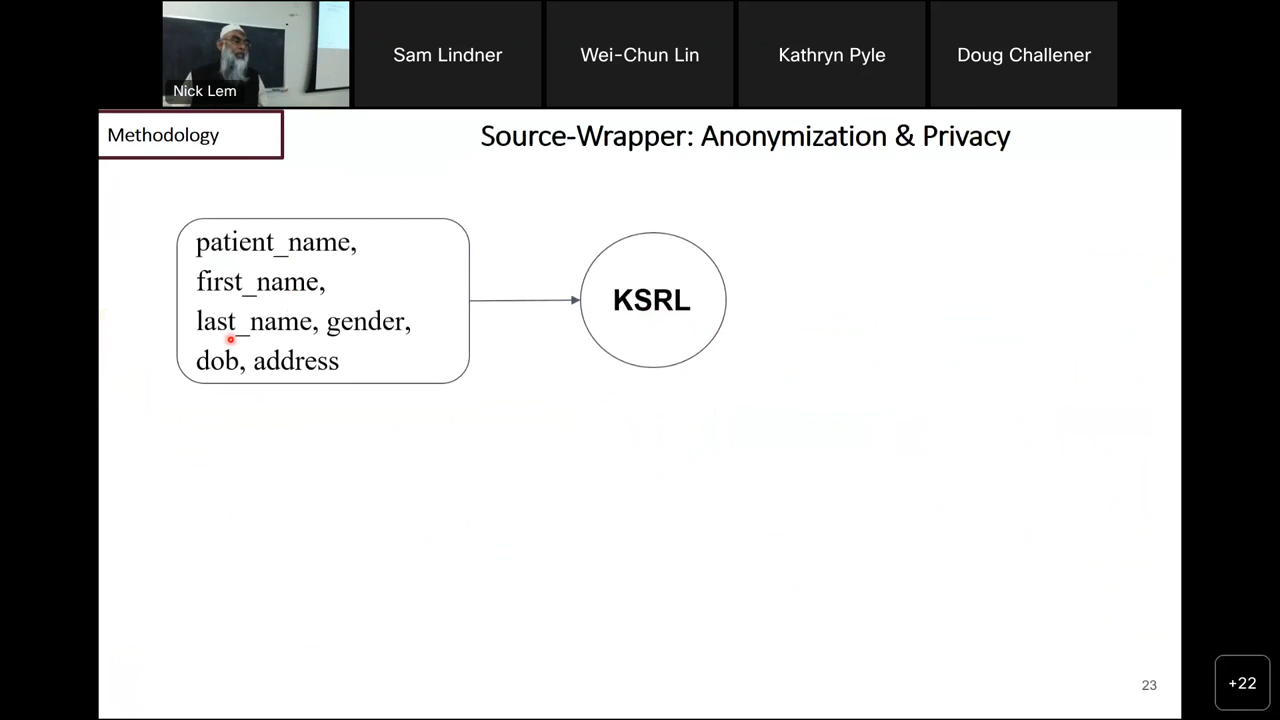 Nick Lem
Sam Lindner
Wei-Chun Lin
Kathryn Pyle
Doug Challener
Methodology
Source-Wrapper: Anonymization & Privacy
patient_name,
first_name,
last_name, gender,
dob, address
KSRL
23
+22